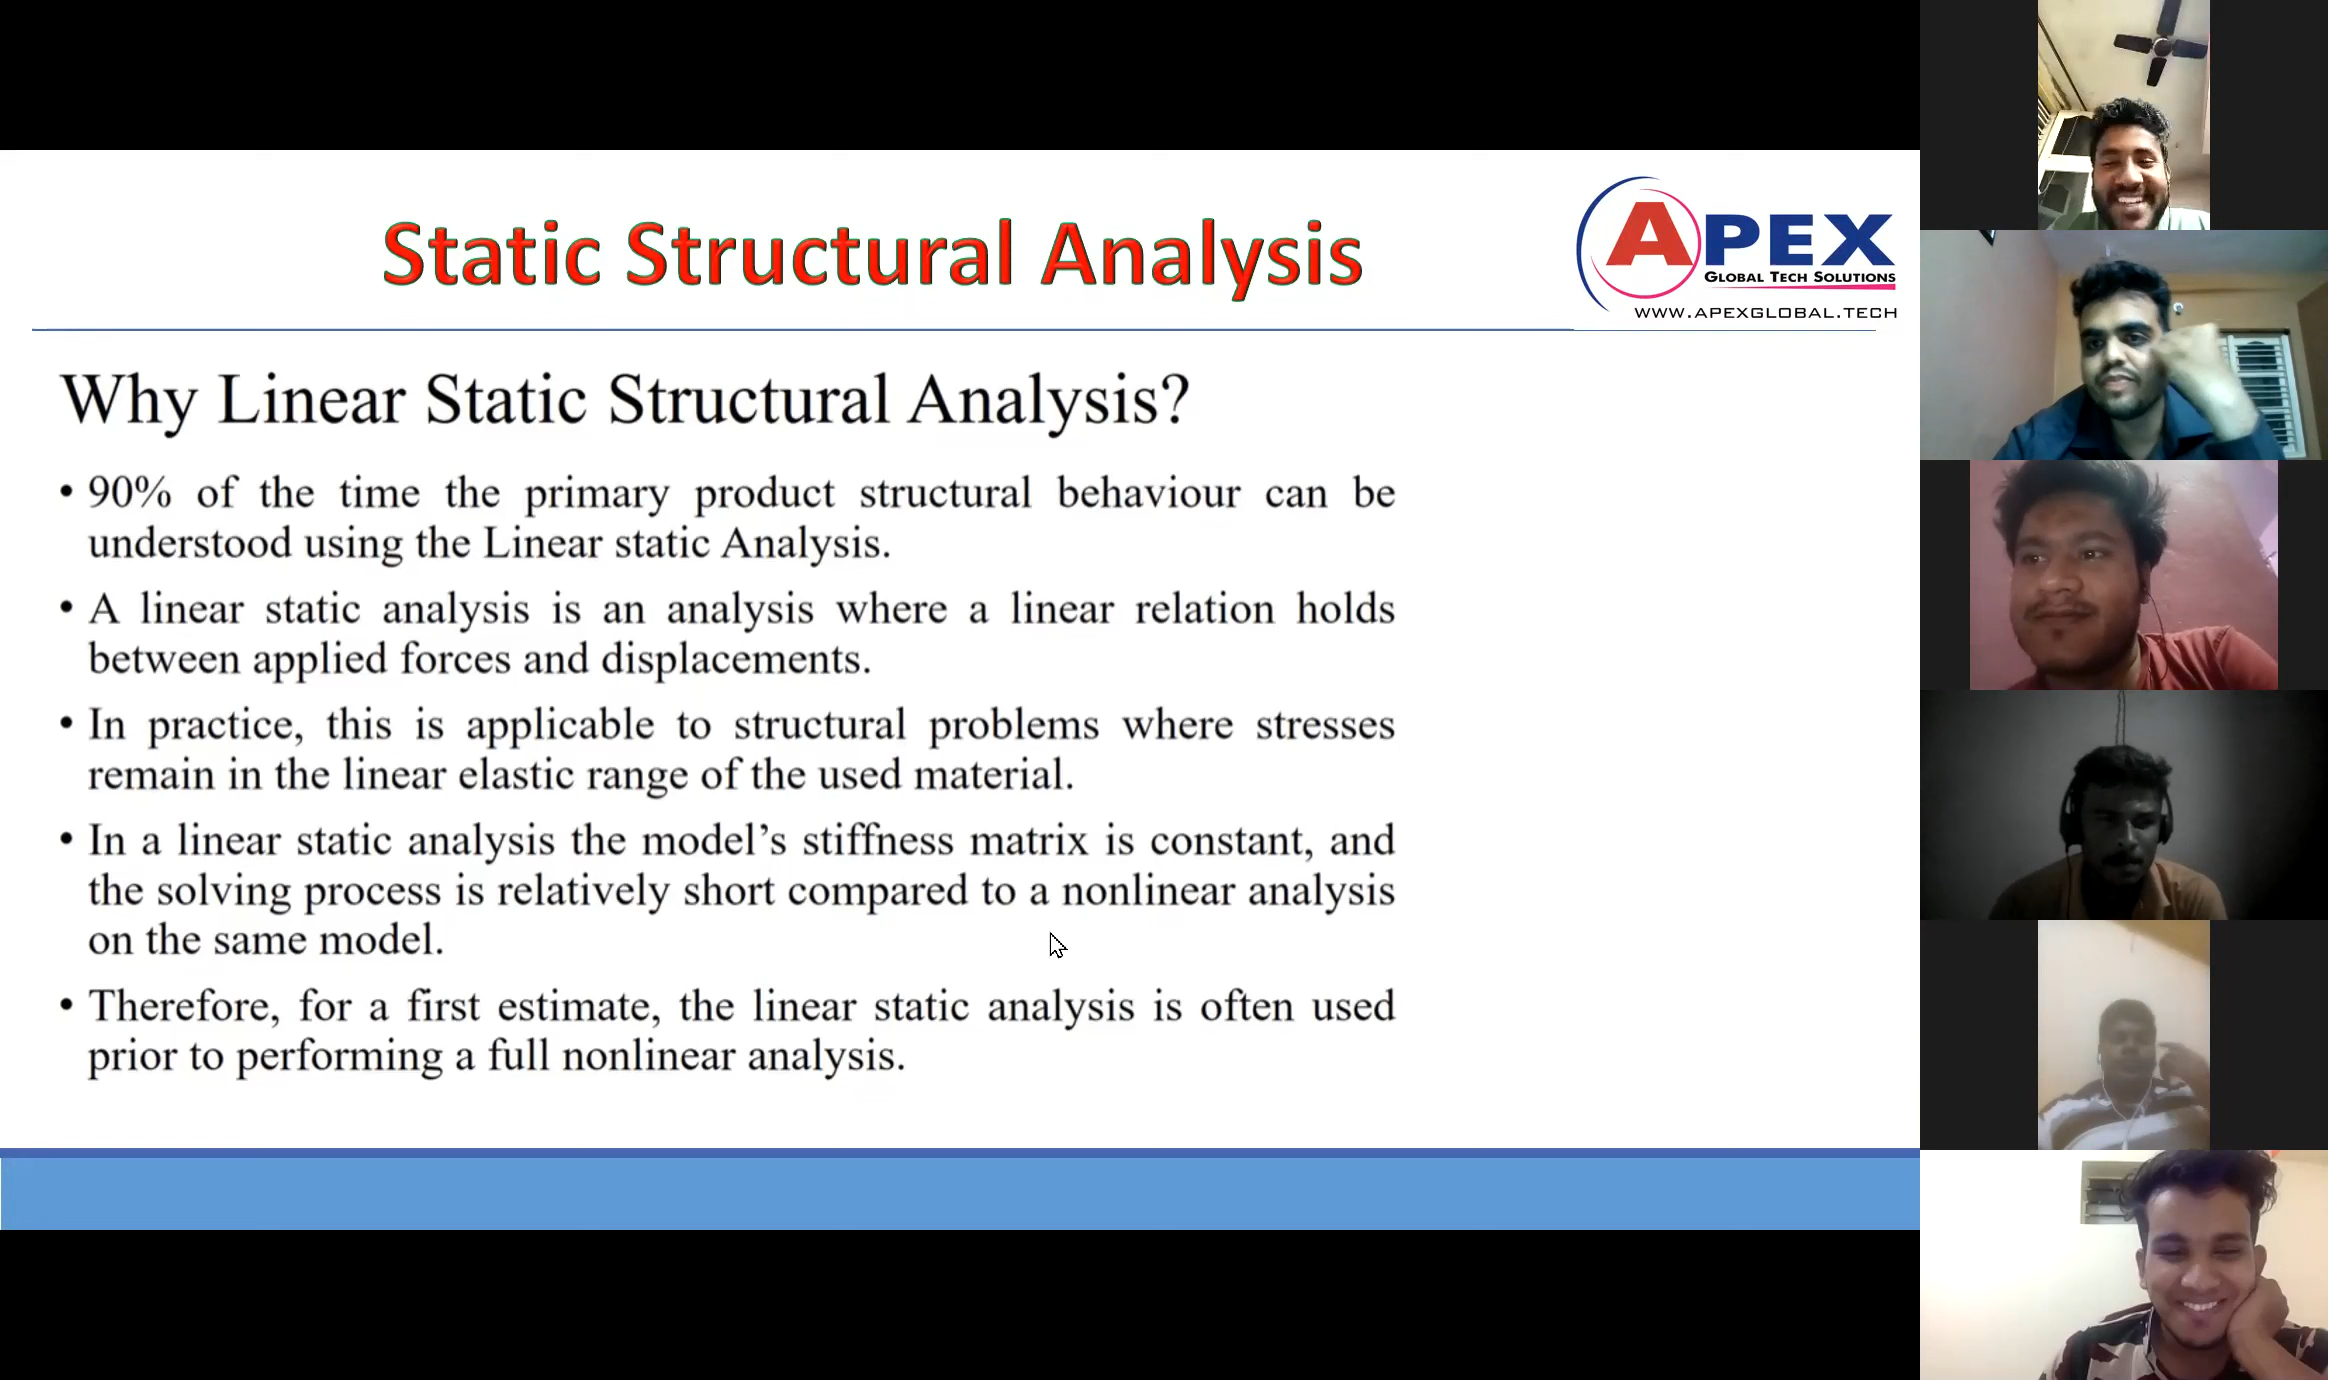 Static Structural Analysis
APEX
GLOBAL TECH SOLUTIONS
WWW.APEXGLOBAL.TECH
Why Linear Static Structural Analysis?
• 90% of the time the primary product structural behaviour can be
understood using the Linear static Analysis.
• A linear static analysis is an analysis where a linear relation holds
between applied forces and displacements.
• In practice, this is applicable to structural problems where stresses
remain in the linear elastic range of the used material.
• In a linear static analysis the model’s stiffness matrix is constant, and
the solving process is relatively short compared to a nonlinear analysis
on the same model.
• Therefore, for a first estimate, the linear static analysis is often used
prior to performing a full nonlinear analysis.